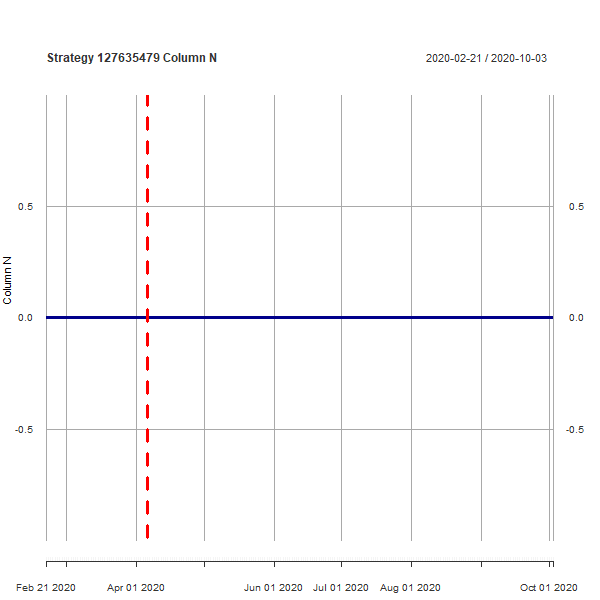 Strategy 127635479 Column N
2020-02-21 / 2020-10-03
0.5
0.5
Column N
0.0
0.0
-0.5
-0.5
Feb 21 2020
Apr 01 2020
Jun 01 2020
Jul 01 2020
Aug 01 2020
Oct 01 2020